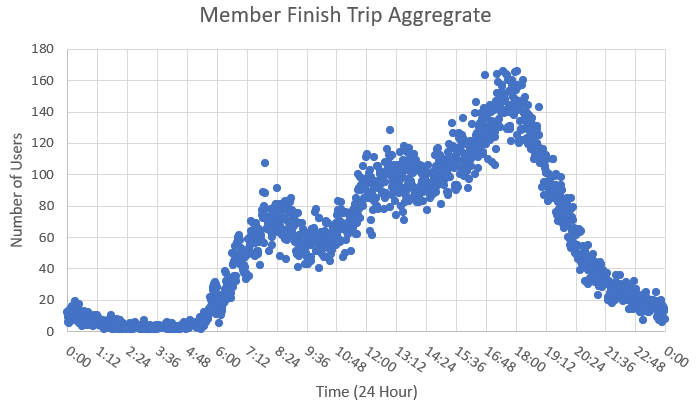 Member Finish Trip Aggregrate
180
160
140
120
100
80
60
40
20
0
Number of Users
0:00 1:12 2:24 3:36 4:48 6:00 7:12 8:24 9:36 10:48 12:00 13:12 14:24 15:36 16:48 18:00 19:12 20:24 21:36 22:48 0:00
Time (24 Hour)